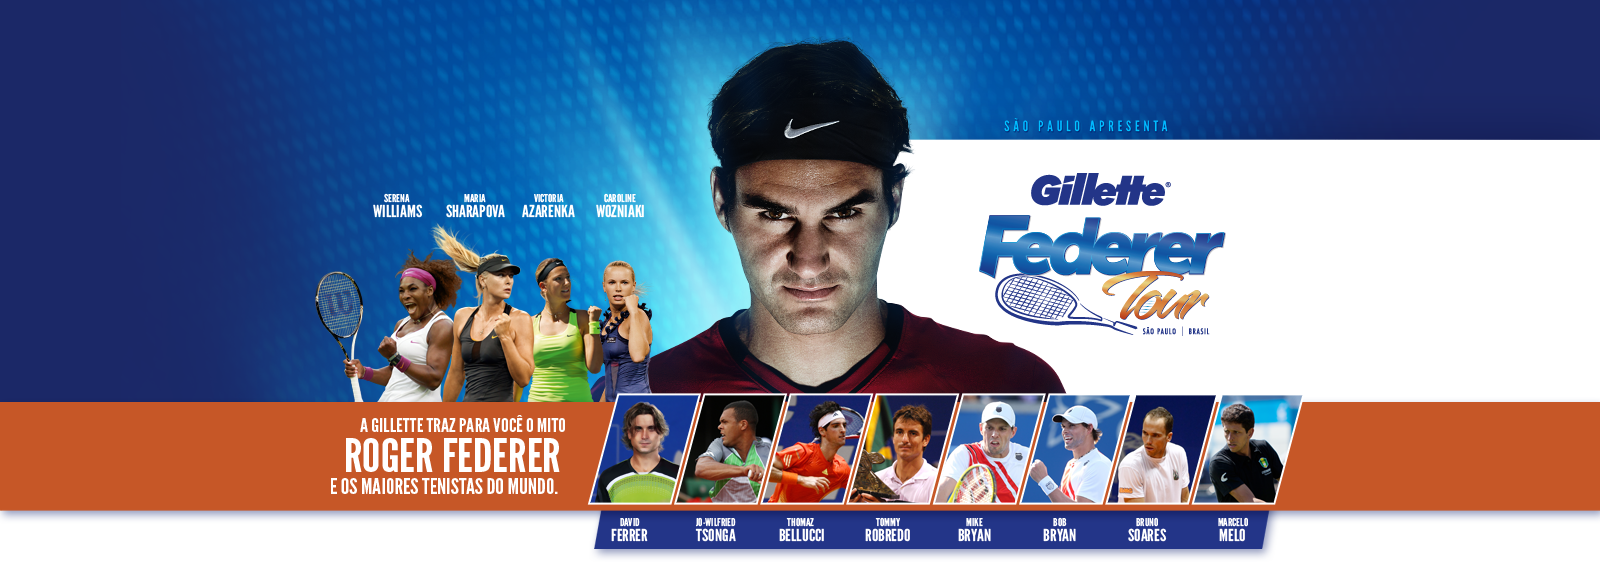 SÃO PAULO APRESENTA
Gillette®
Federer
Tour
SÃO PAULO | BRASIL
SERENA
WILLIAMS
MARIA
SHARAPOVA
VICTORIA
AZARENKA
CAROLINE
WOZNIAKI
A GILLETTE TRAZ PARA VOCÊ O MITO
ROGER FEDERER
E OS MAIORES TENISTAS DO MUNDO.
DAVID
FERRER
JO-WILFRIED
TSONGA
THOMAZ
BELLUCCI
TOMMY
ROBREDO
MIKE
BRYAN
BOB
BRYAN
BRUNO
SOARES
MARCELO
MELO